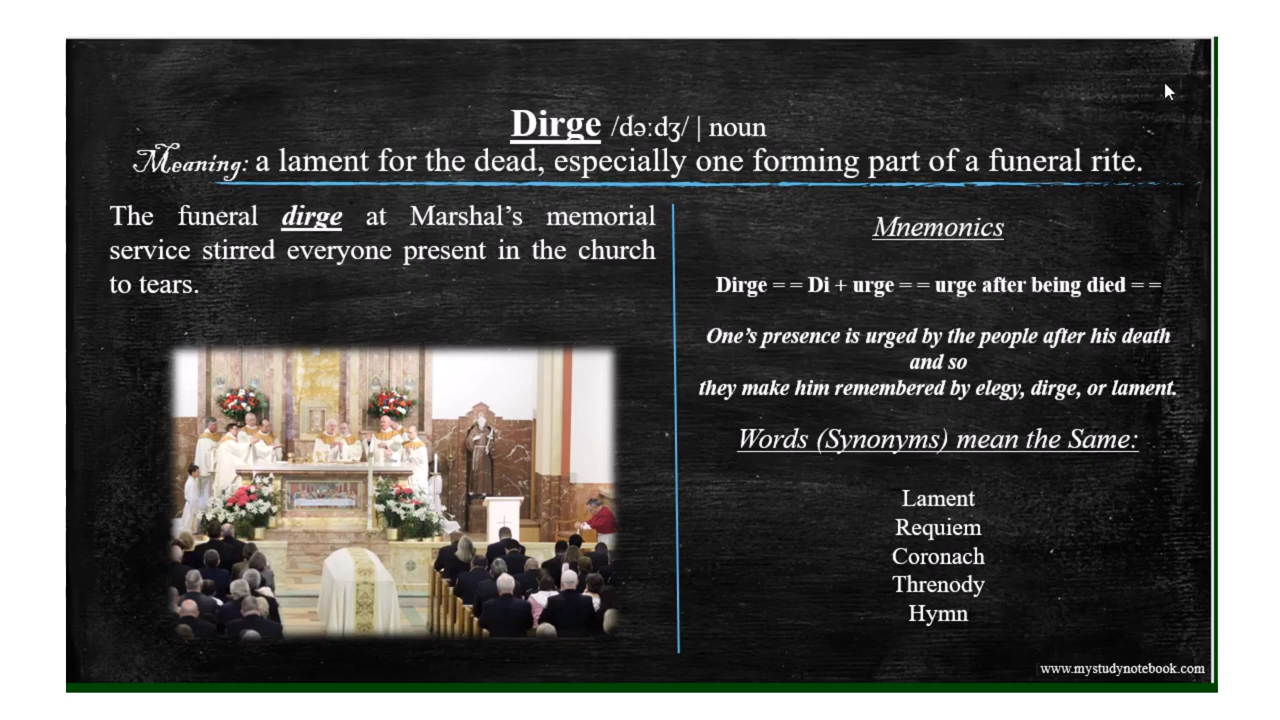 Dirge /də:dʒ/ | noun
Meaning: a lament for the dead, especially one forming part of a funeral rite.
The funeral dirge at Marshal’s memorial
service stirred everyone present in the church
to tears.
Mnemonics
Dirge = = Di + urge = = urge after being died = =
One’s presence is urged by the people after his death
and so
they make him remembered by elegy, dirge, or lament.
Words (Synonyms) mean the Same:
Lament
Requiem
Coronach
Threnody
Hymn
www.mystudynotebook.com